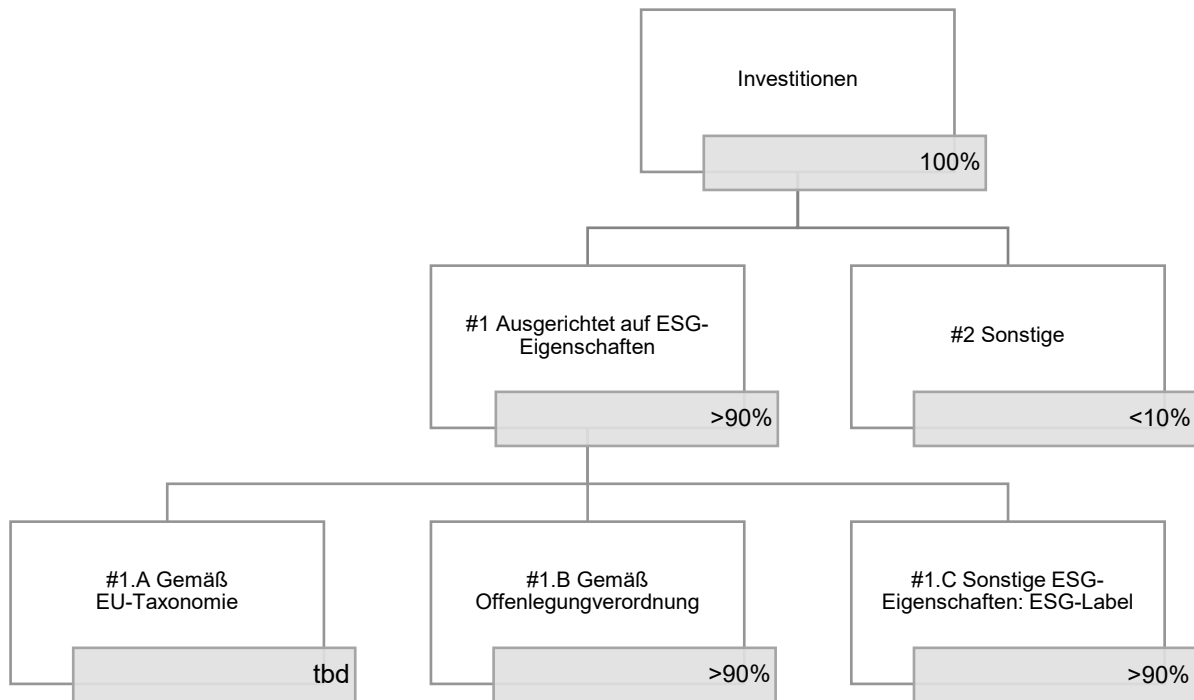 Investitionen
100%
#1 Ausgerichtet auf ESG-
Eigenschaften
>90%
#2 Sonstige
<10%
#1.A Gemäß
EU-Taxonomie
tbd
#1.B Gemäß
Offenlegungverordnung
>90%
#1.C Sonstige ESG-
Eigenschaften: ESG-Label
>90%